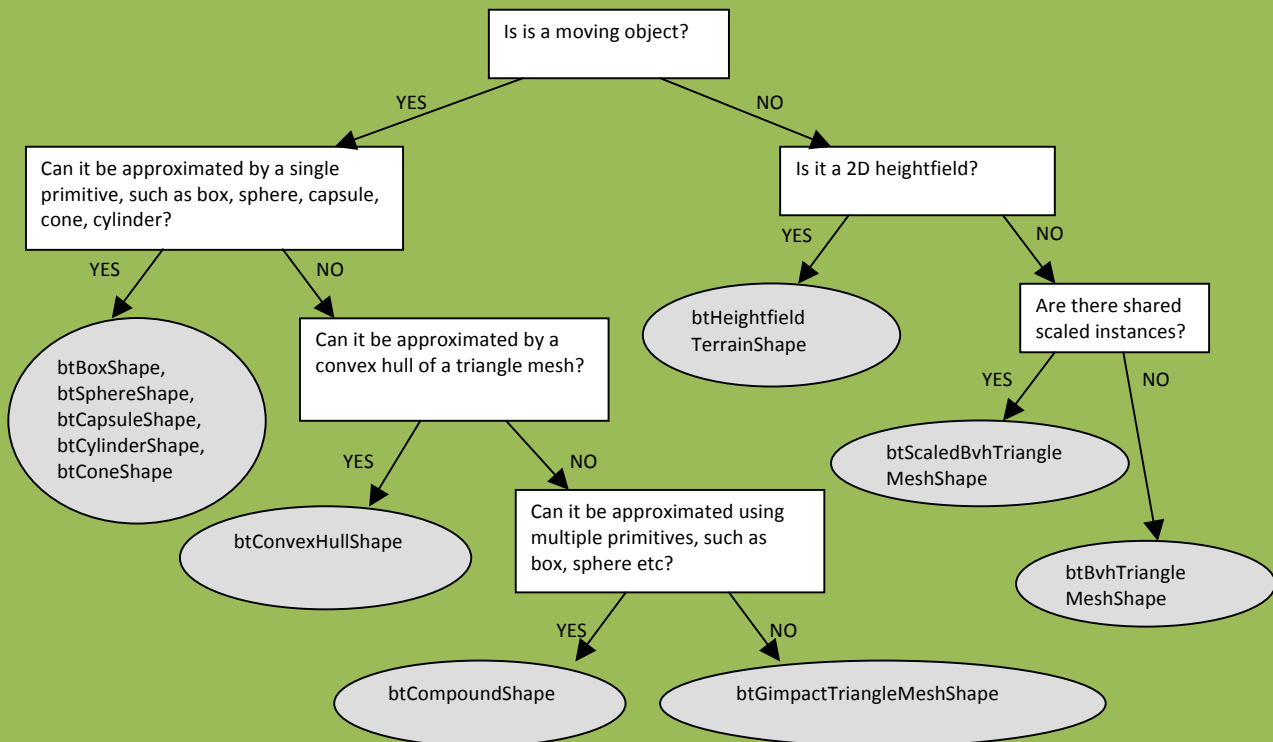 Is is a moving object?
YES
NO
Can it be approximated by a single
primitive, such as box, sphere, capsule,
cone, cylinder?
Is it a 2D heightfield?
YES
NO
YES
NO
btBoxShape,
btSphereShape,
btCapsuleShape,
btCylinderShape,
btConeShape
Can it be approximated by a
convex hull of a triangle mesh?
btHeightfield
TerrainShape
Are there shared
scaled instances?
YES
NO
YES
NO
btConvexHullShape
Can it be approximated using
multiple primitives, such as
box, sphere etc?
btScaledBvhTriangle
MeshShape
btBvhTriangle
MeshShape
YES
NO
btCompoundShape
btGimpactTriangleMeshShape